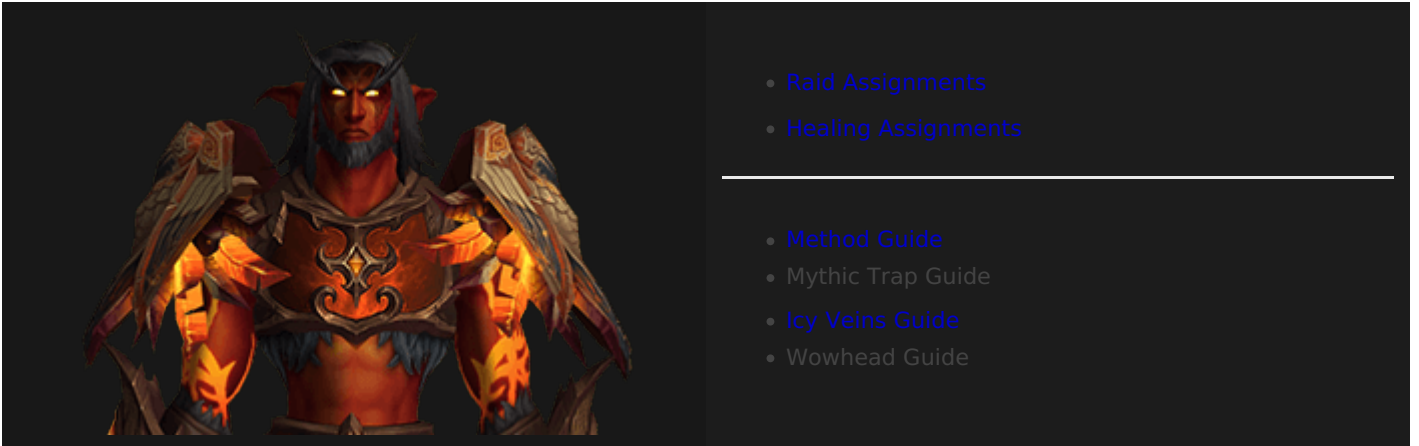 Raid Assignments
Healing Assignments
Method Guide
Mythic Trap Guide
Icy Veins Guide
Wowhead Guide